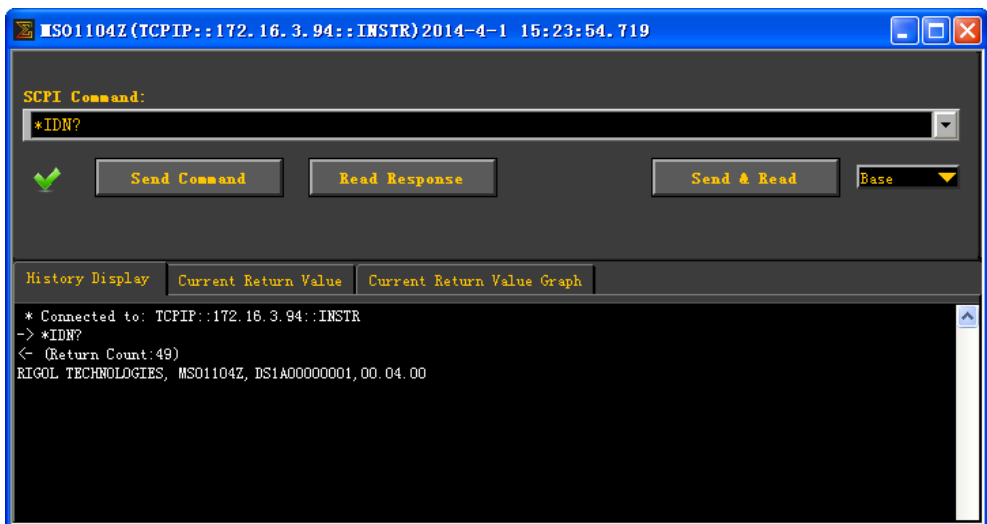 MSO1104Z(TCPIP::172.16.3.94::INSTR)2014-4-1 15:23:54.719
SCPI Command:
*IDN?
Send Command Read Response Send & Read Base
History Display Current Return Value Current Return Value Graph
* Connected to: TCPIP::172.16.3.94::INSTR
-> *IDN?
<- (Return Count:49)
RIGOL TECHNOLOGIES, MSO1104Z, DS1A00000001,00.04.00